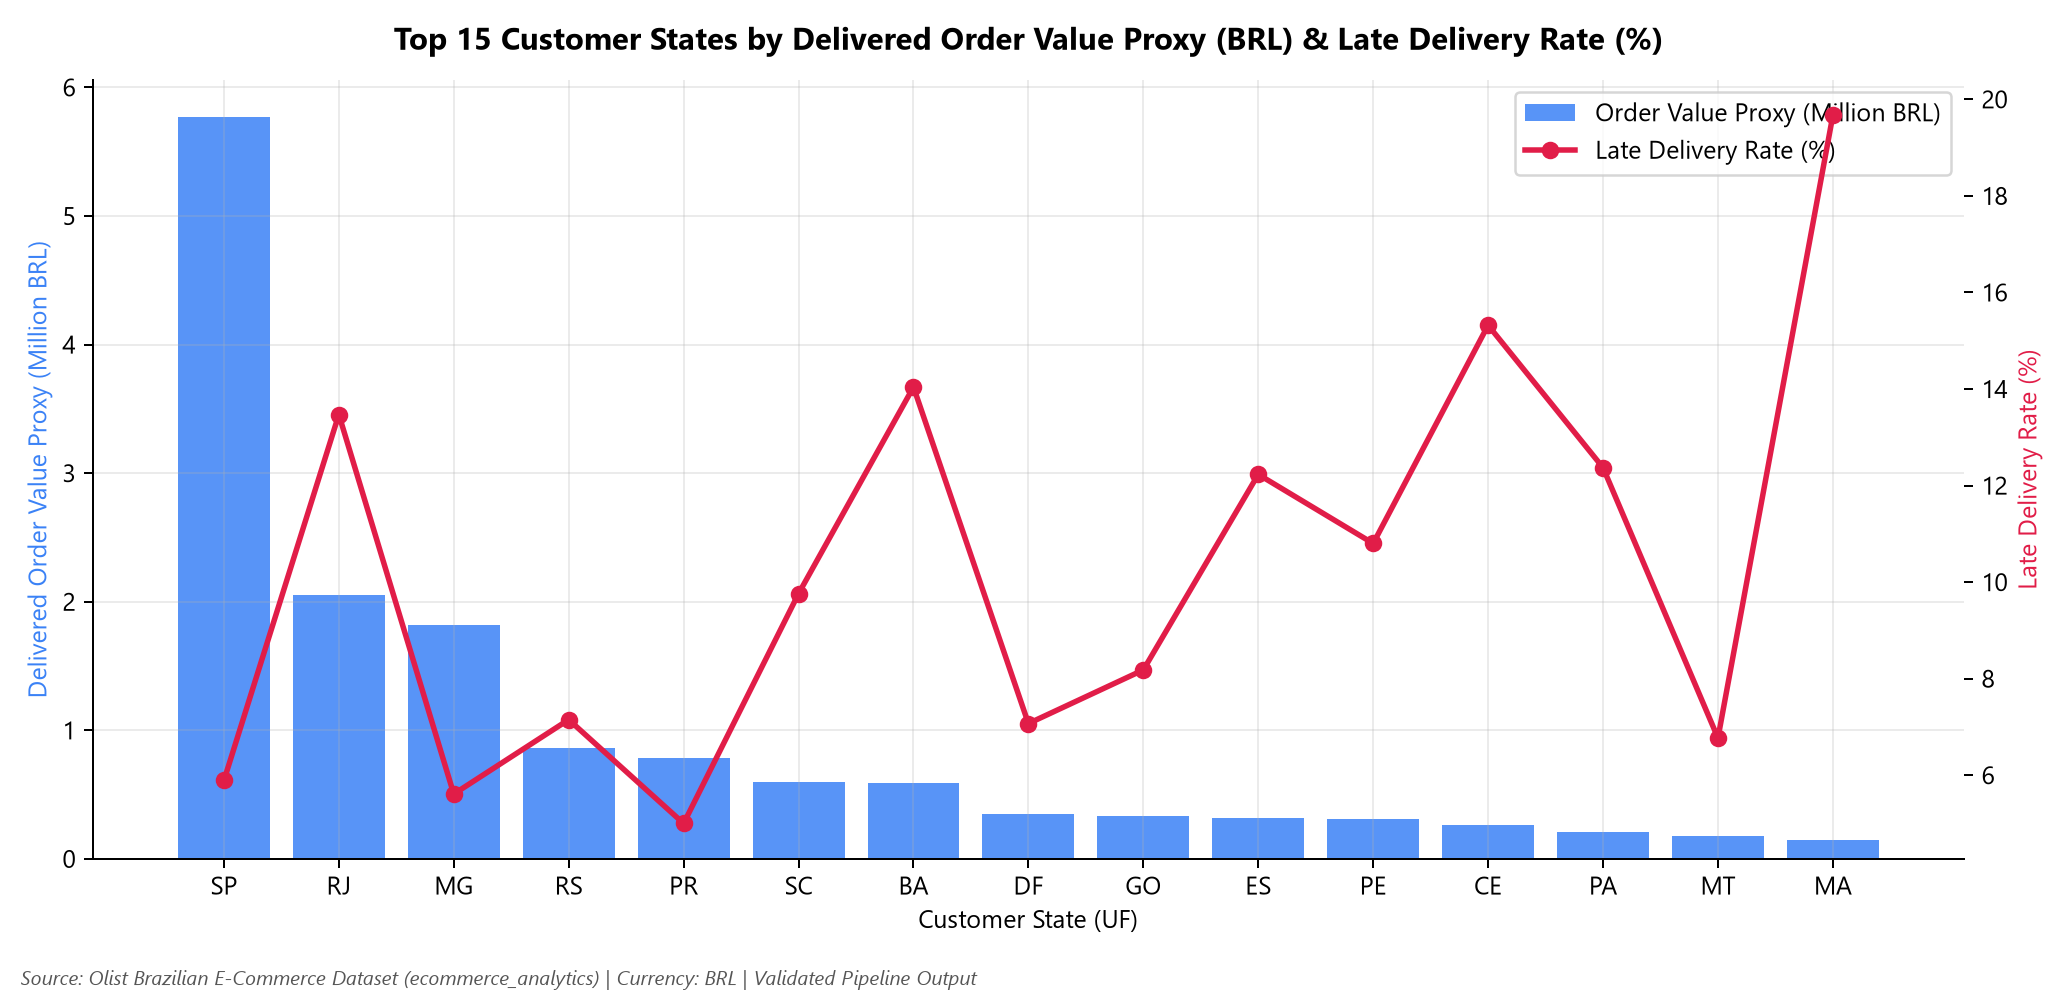 Top 15 Customer States by Delivered Order Value Proxy (BRL) & Late Delivery Rate (%)
Order Value Proxy (Million BRL)
Late Delivery Rate (%)
Delivered Order Value Proxy (Million BRL)
6
5
4
3
2
1
0
20
18
16
14
12
10
8
6
Late Delivery Rate (%)
SP RJ MG RS PR SC BA DF GO ES PE CE PA MT MA
Customer State (UF)
Source: Olist Brazilian E-Commerce Dataset (ecommerce_analytics) | Currency: BRL | Validated Pipeline Output